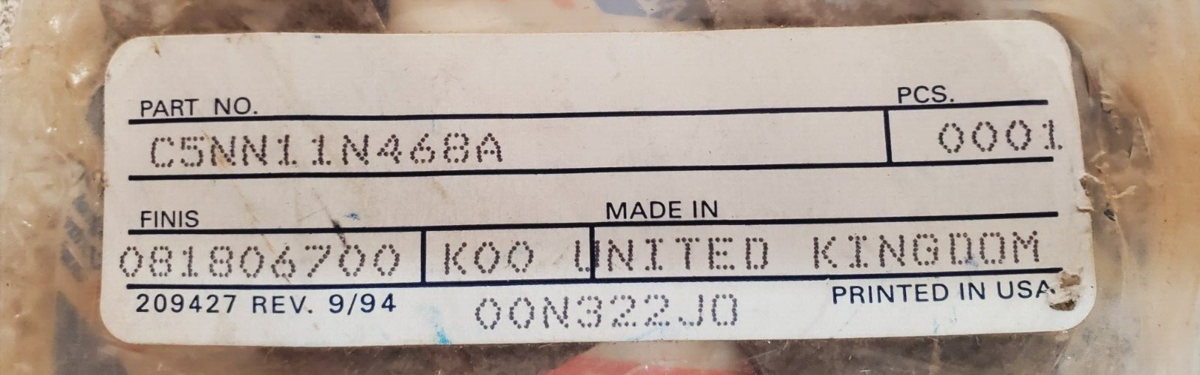 PART NO. PCS.
C5NN11N468A 0001
FINIS MADE IN
081806700 K00 UNITED KINGDOM
209427 REV. 9/94 00N322J0 PRINTED IN USA